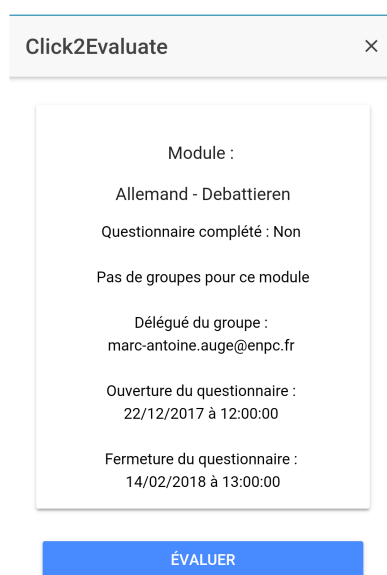 Click2Evaluate
×
Module :
Allemand - Debattieren
Questionnaire complété : Non
Pas de groupes pour ce module
Délégué du groupe :
marc-antoine.auge@enpc.fr
Ouverture du questionnaire :
22/12/2017 à 12:00:00
Fermeture du questionnaire :
14/02/2018 à 13:00:00
ÉVALUER